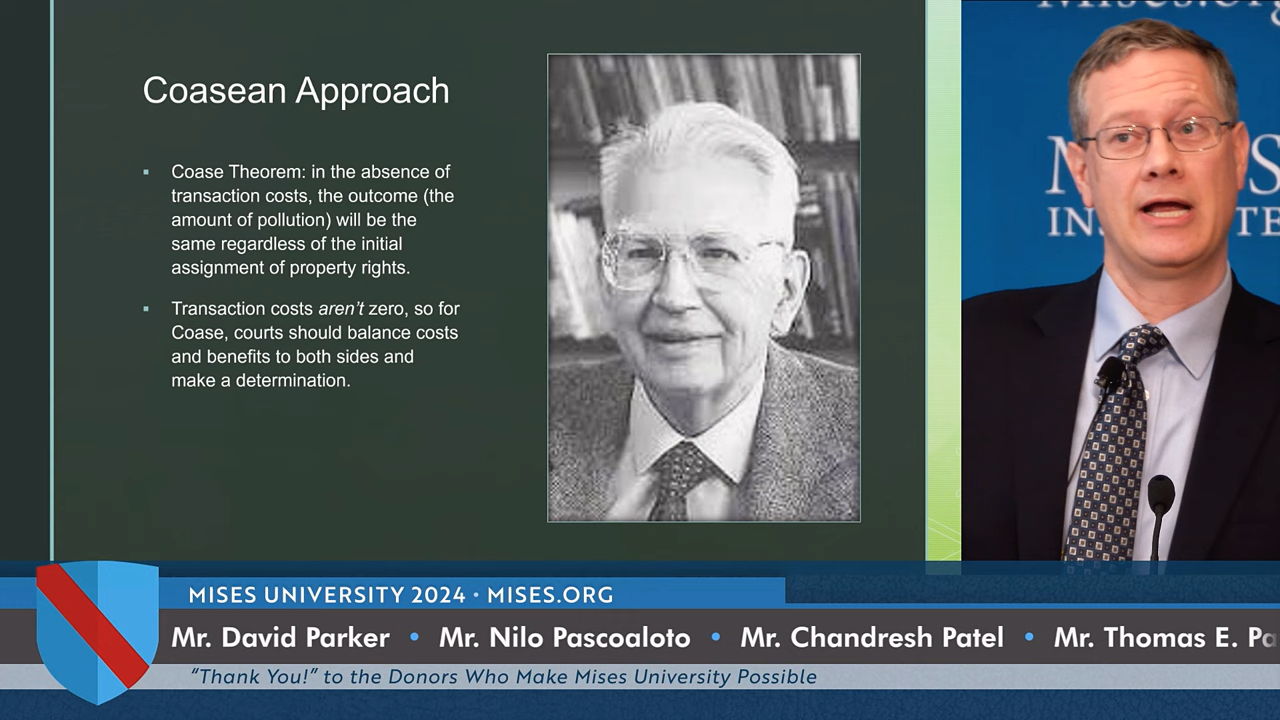 Coasean Approach
▪ Coase Theorem: in the absence of
transaction costs, the outcome (the
amount of pollution) will be the
same regardless of the initial
assignment of property rights.
▪ Transaction costs aren't zero, so for
Coase, courts should balance costs
and benefits to both sides and
make a determination.
MISES UNIVERSITY 2024 • MISES.ORG
Mr. David Parker • Mr. Nilo Pascoaloto • Mr. Chandresh Patel • Mr. Thomas E.
“Thank You!” to the Donors Who Make Mises University Possible